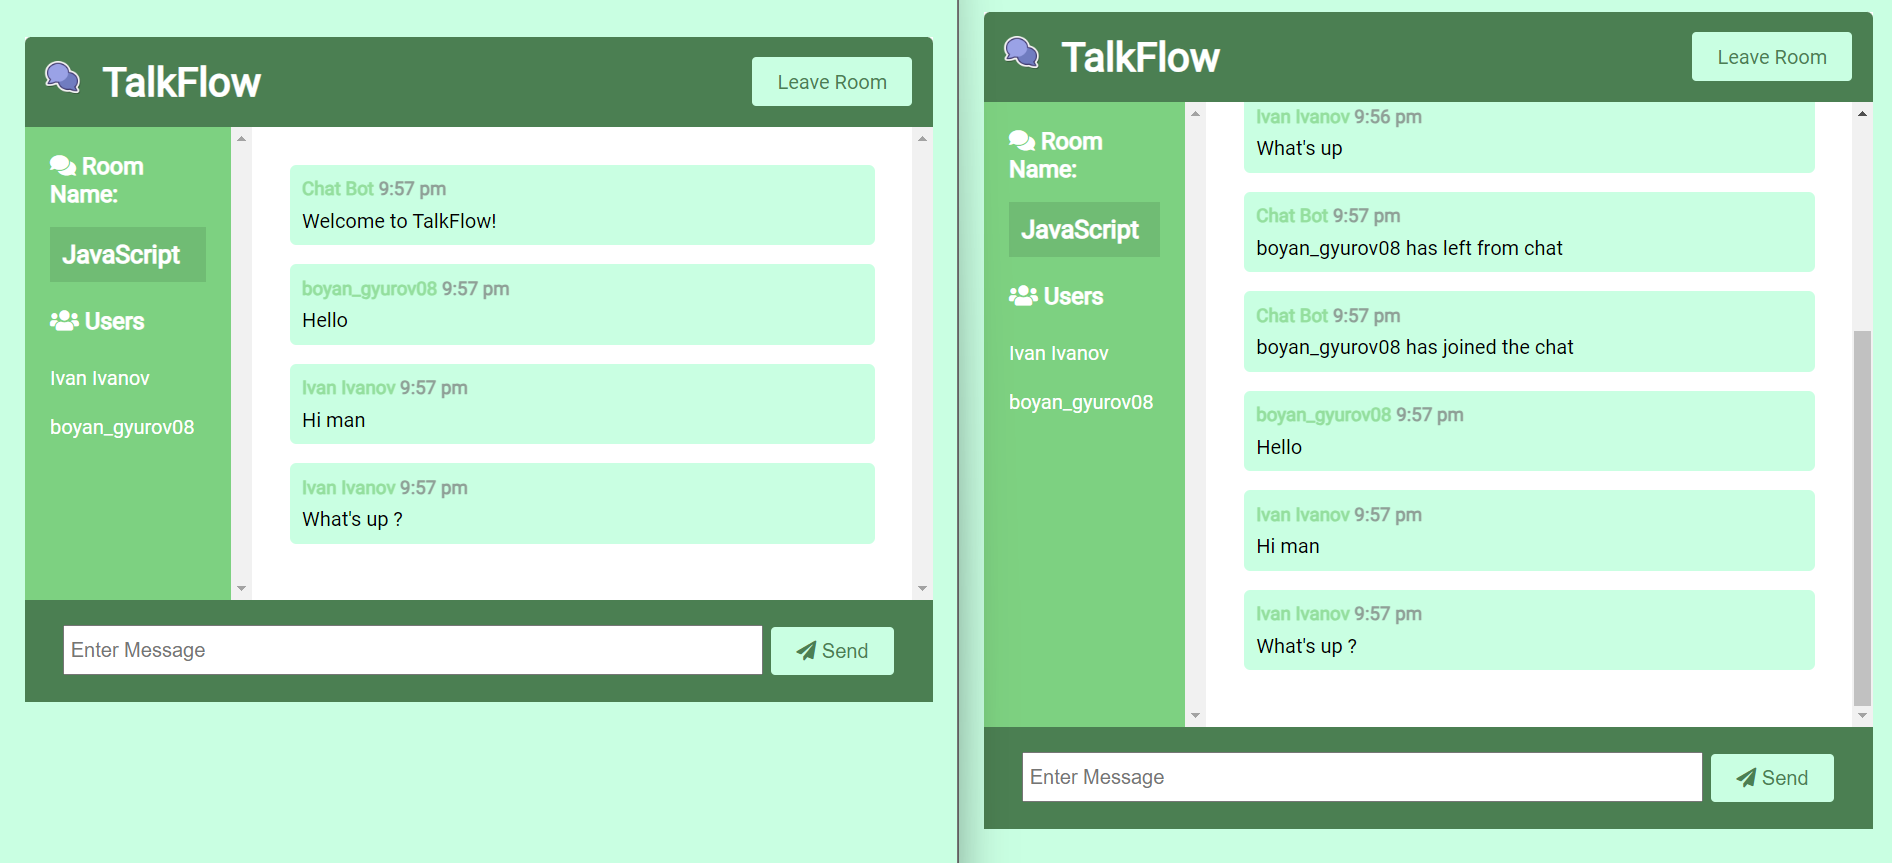 TalkFlow
Leave Room
Room
Name:
JavaScript
Users
Ivan Ivanov
boyan_gyurov08
Chat Bot 9:57 pm
Welcome to TalkFlow!
boyan_gyurov08 9:57 pm
Hello
Ivan Ivanov 9:57 pm
Hi man
Ivan Ivanov 9:57 pm
What's up ?
Enter Message
Send
TalkFlow
Leave Room
Room
Name:
JavaScript
Users
Ivan Ivanov
boyan_gyurov08
Ivan Ivanov 9:56 pm
What's up
Chat Bot 9:57 pm
boyan_gyurov08 has left from chat
Chat Bot 9:57 pm
boyan_gyurov08 has joined the chat
boyan_gyurov08 9:57 pm
Hello
Ivan Ivanov 9:57 pm
Hi man
Ivan Ivanov 9:57 pm
What's up ?
Enter Message
Send